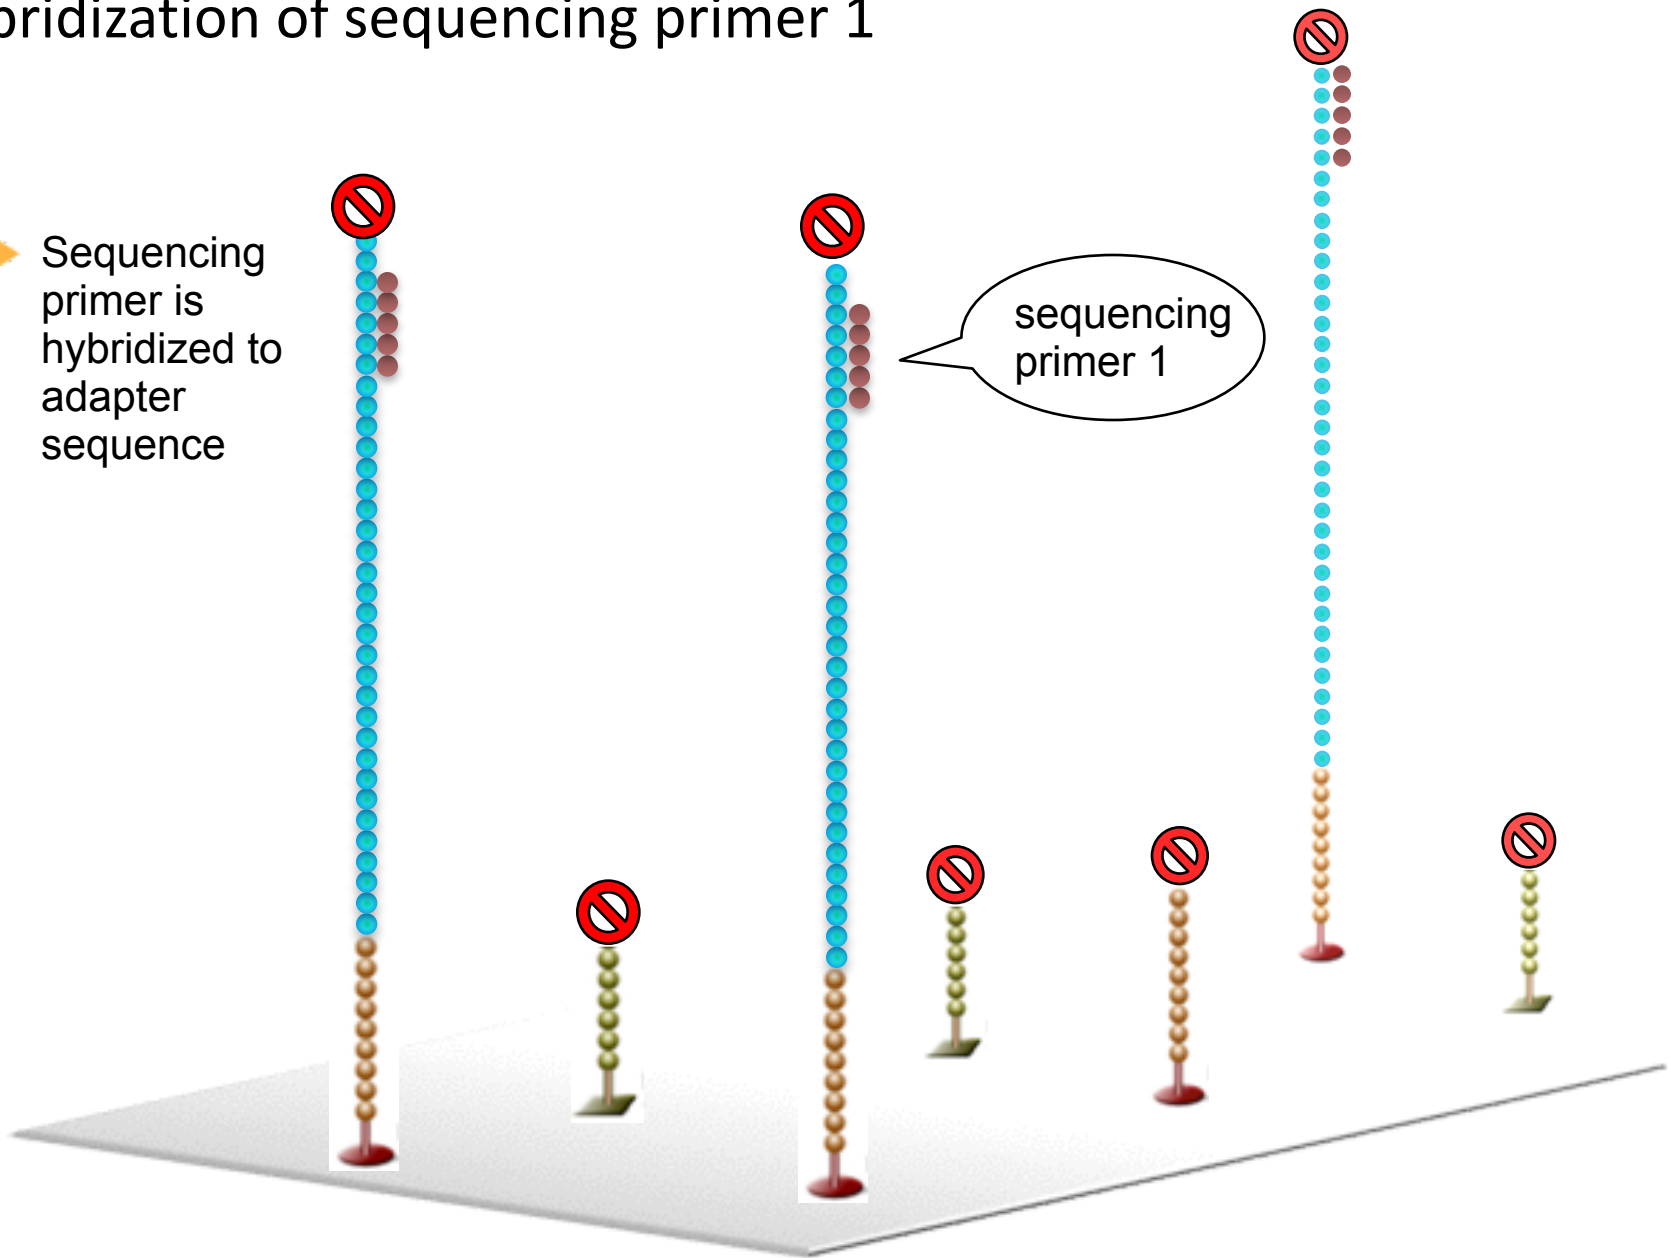 bridization of sequencing primer 1
Sequencing
primer is
hybridized to
adapter
sequence
sequencing
primer 1